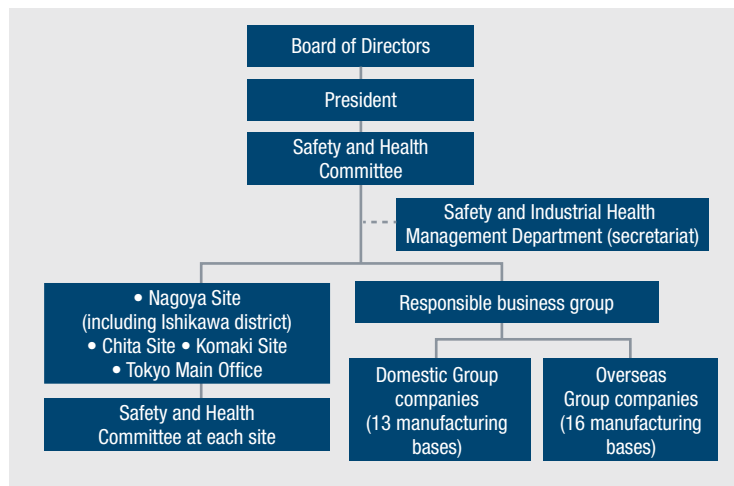 Board of Directors
President
Safety and Health
Committee
Safety and Industrial Health
Management Department (secretariat)
• Nagoya Site
(including Ishikawa district)
• Chita Site • Komaki Site
• Tokyo Main Office
Safety and Health
Committee at each site
Responsible business group
Domestic Group
companies
(13 manufacturing
bases)
Overseas
Group companies
(16 manufacturing
bases)